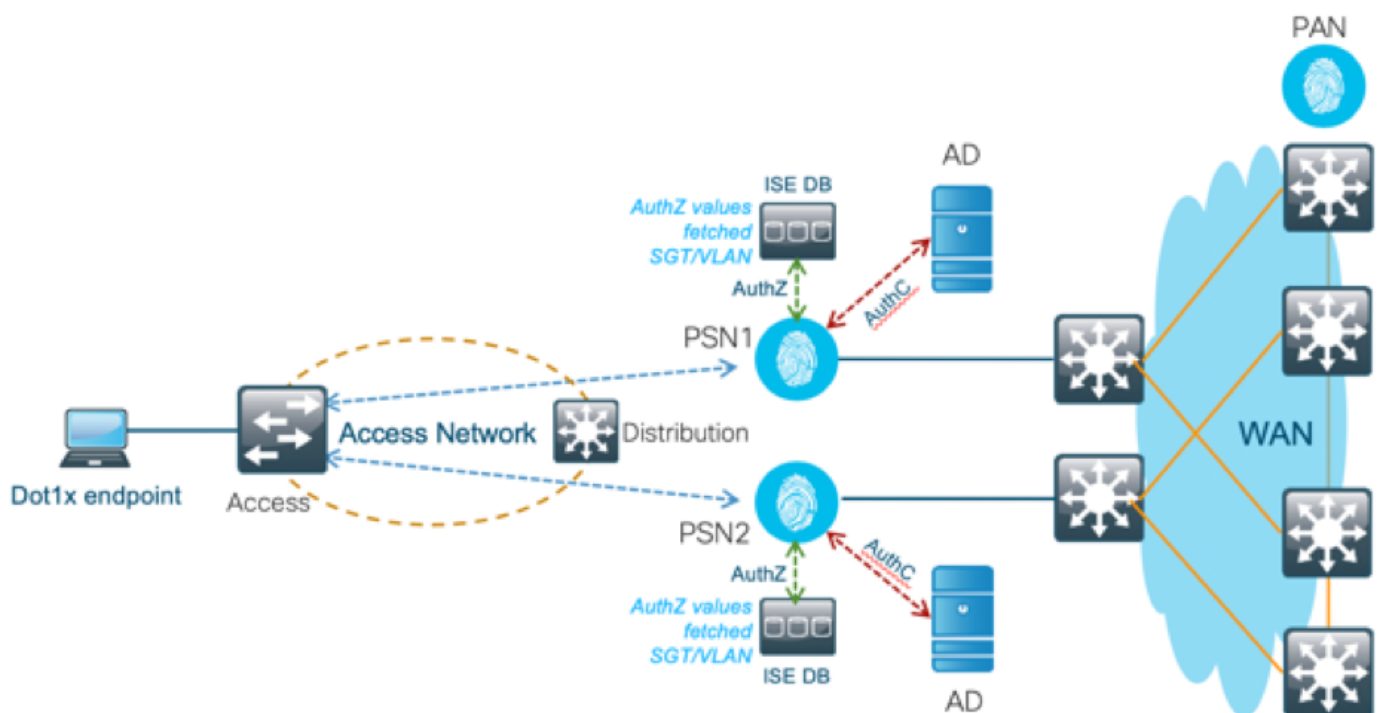 PAN
AD
ISE DB
AuthZ values
fetched
SGT/VLAN
AuthZ
AuthC
PSN1
Access Network
Distribution
WAN
Dot1x endpoint
Access
PSN2
AuthZ
AuthC
AuthZ values
fetched
SGT/VLAN
ISE DB
AD